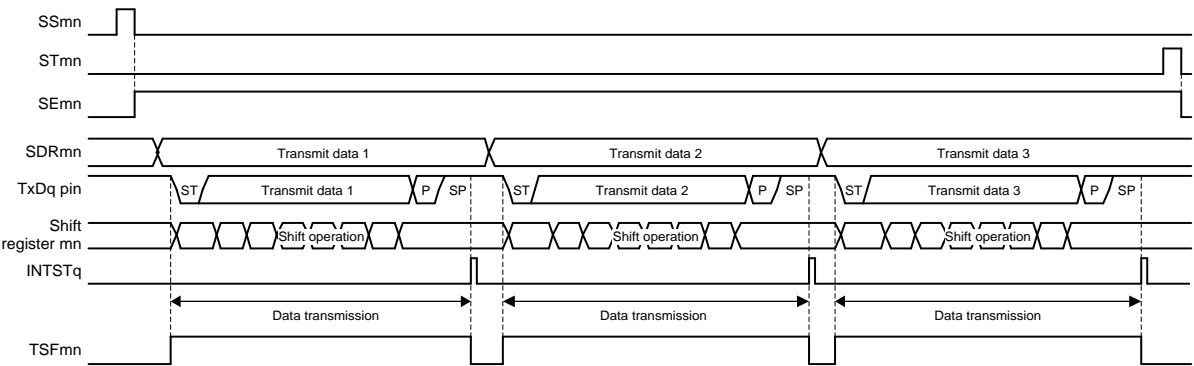 SSmn
STmn
SEmn
SDRmn Transmit data 1 Transmit data 2 Transmit data 3
TxDq pin ST Transmit data 1 P SP ST Transmit data 2 P SP ST Transmit data 3 P SP
Shift
register mn Shift operation Shift operation Shift operation
INTSTq
Data transmission Data transmission Data transmission
TSFmn